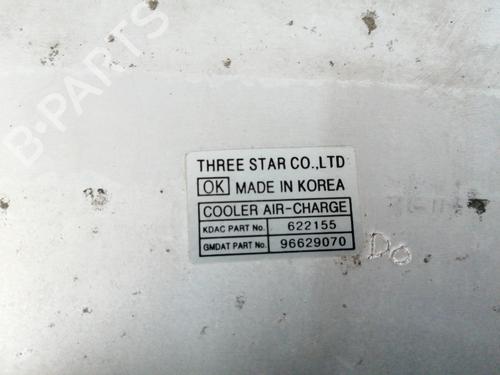 B-PARTS
THREE STAR CO.,LTD
OK MADE IN KOREA
COOLER AIR-CHARGE
KDAC PART No. 622155
GMDAT PART No. 96629070
DO